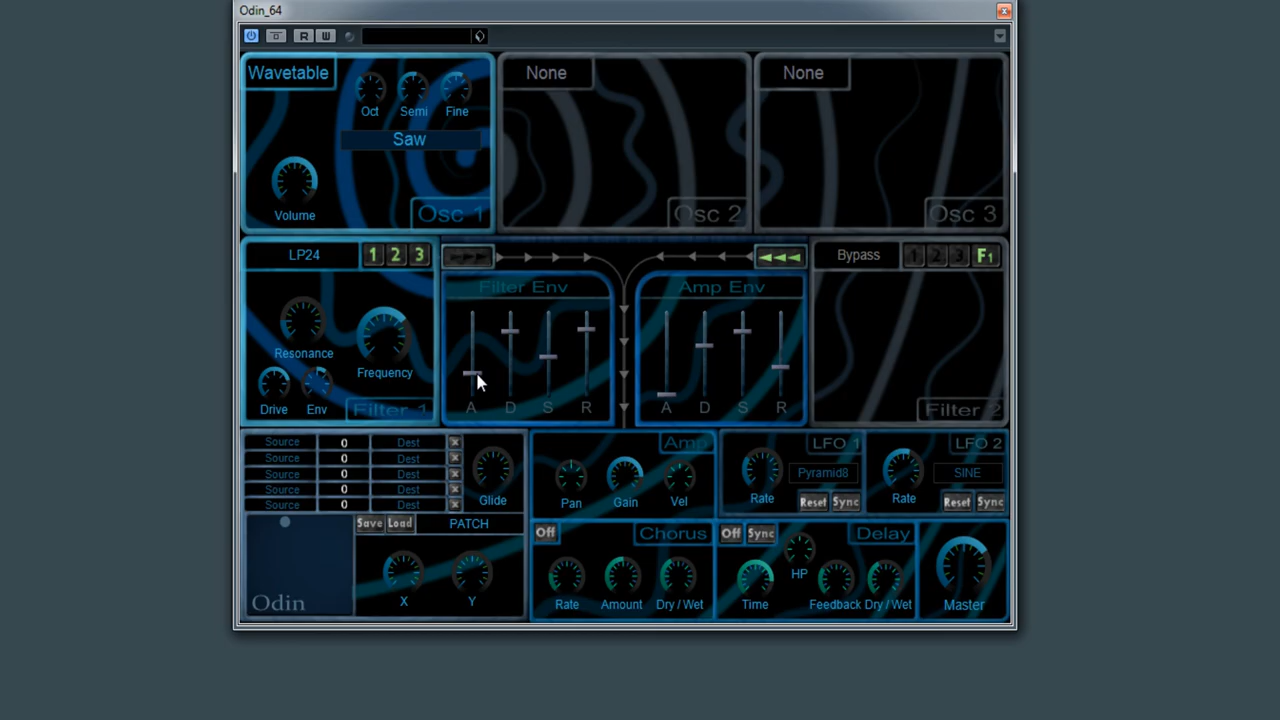 Odin_64
R W
Wavetable
Oct Semi Fine
Saw
Volume
Osc 1
None
Osc 2
None
Osc 3
LP24 1 2 3
Resonance
Frequency
Drive Env
Filter 1
Filter Env
A D S R
Amp Env
A D S R
Bypass 1 2 3 F1
Filter 2
Source 0 Dest x
Source 0 Dest x
Source 0 Dest x
Source 0 Dest x
Source 0 Dest x
Glide
Save Load PATCH
Odin
X Y
Amp
Pan Gain Vel
LFO 1
Rate Pyramid8
Reset Sync
LFO 2
Rate SINE
Reset Sync
Off Chorus
Rate Amount Dry / Wet
Off Sync Delay
HP
Time Feedback Dry / Wet
Master